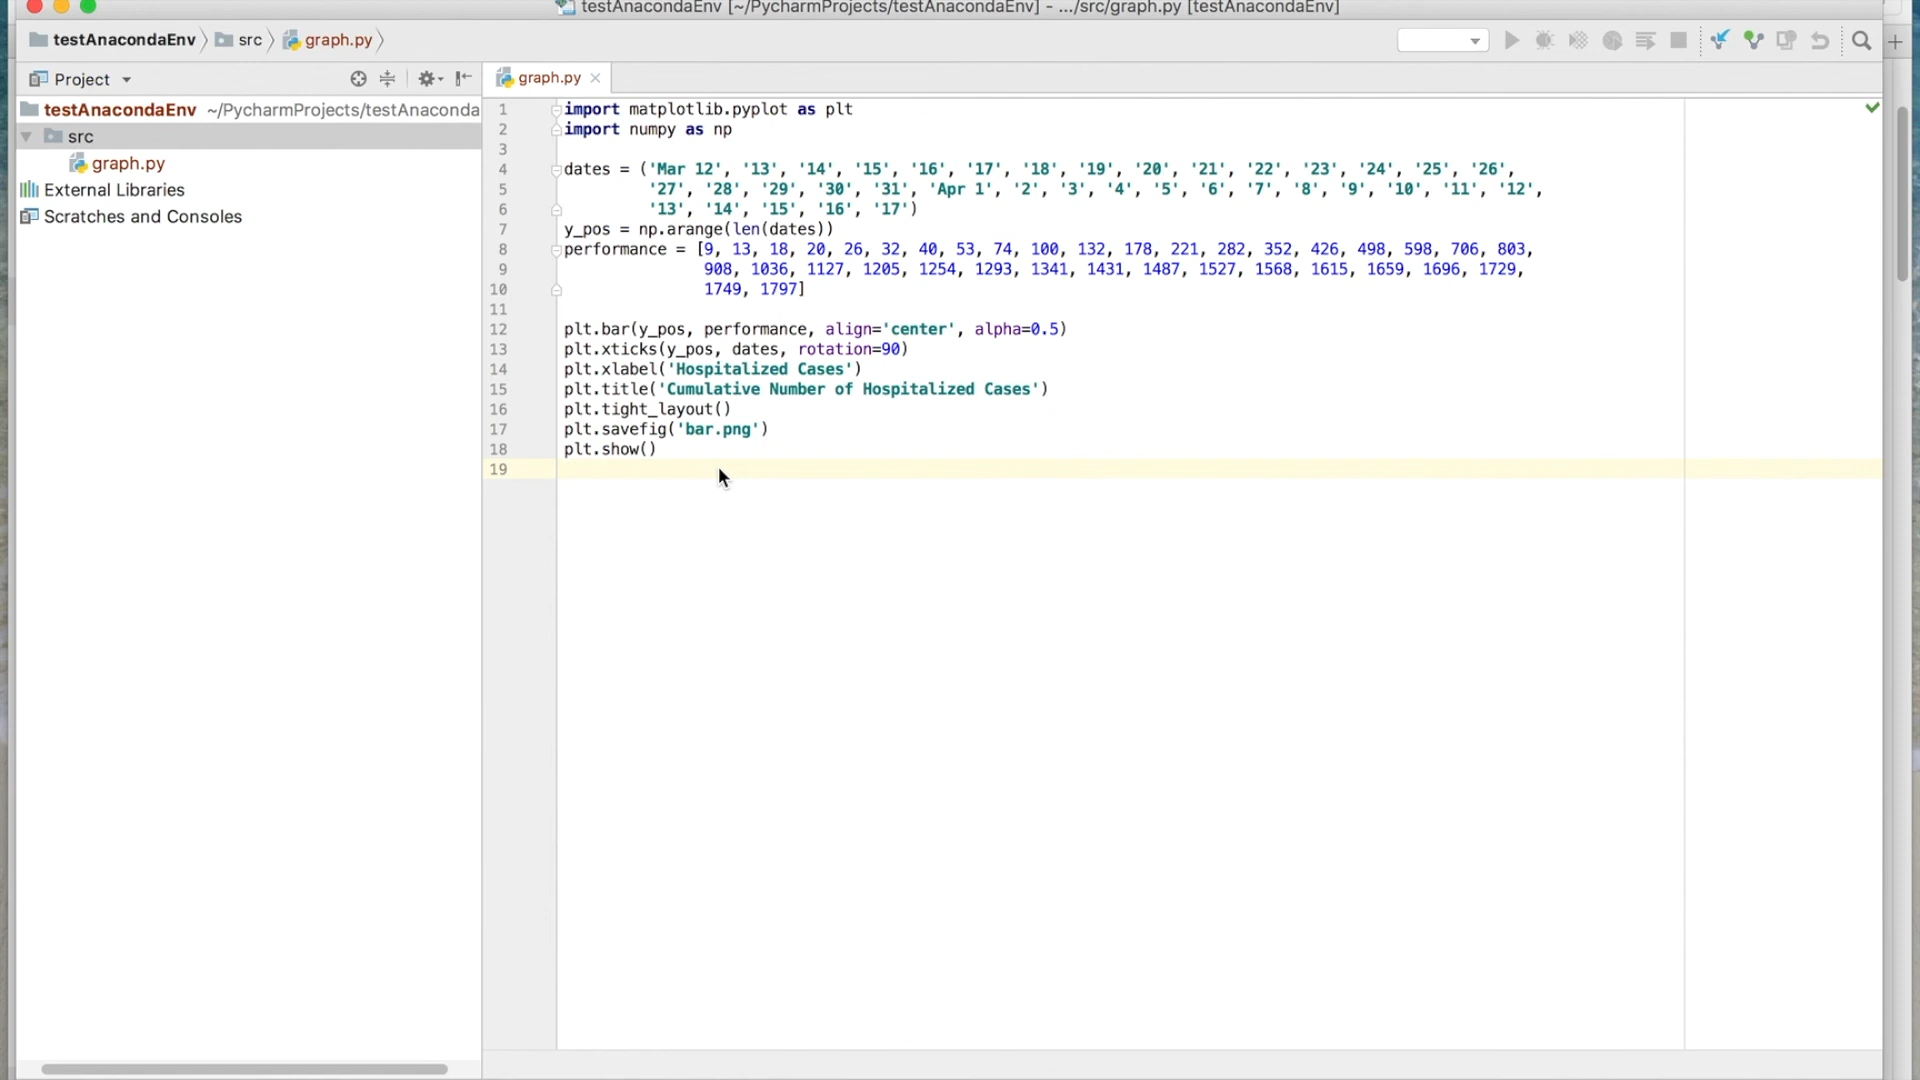 testAnacondaEnv [~/PycharmProjects/testAnacondaEnv] - .../src/graph.py [testAnacondaEnv]
testAnacondaEnv src graph.py
Project
graph.py
testAnacondaEnv ~/PycharmProjects/testAnaconda
src
graph.py
External Libraries
Scratches and Consoles
1 import matplotlib.pyplot as plt
2 import numpy as np
3
4 dates = ('Mar 12', '13', '14', '15', '16', '17', '18', '19', '20', '21', '22', '23', '24', '25', '26',
5 '27', '28', '29', '30', '31', 'Apr 1', '2', '3', '4', '5', '6', '7', '8', '9', '10', '11', '12',
6 '13', '14', '15', '16', '17')
7 y_pos = np.arange(len(dates))
8 performance = [9, 13, 18, 20, 26, 32, 40, 53, 74, 100, 132, 178, 221, 282, 352, 426, 498, 598, 706, 803,
9 908, 1036, 1127, 1205, 1254, 1293, 1341, 1431, 1487, 1527, 1568, 1615, 1659, 1696, 1729,
10 1749, 1797]
11
12 plt.bar(y_pos, performance, align='center', alpha=0.5)
13 plt.xticks(y_pos, dates, rotation=90)
14 plt.xlabel('Hospitalized Cases')
15 plt.title('Cumulative Number of Hospitalized Cases')
16 plt.tight_layout()
17 plt.savefig('bar.png')
18 plt.show()
19